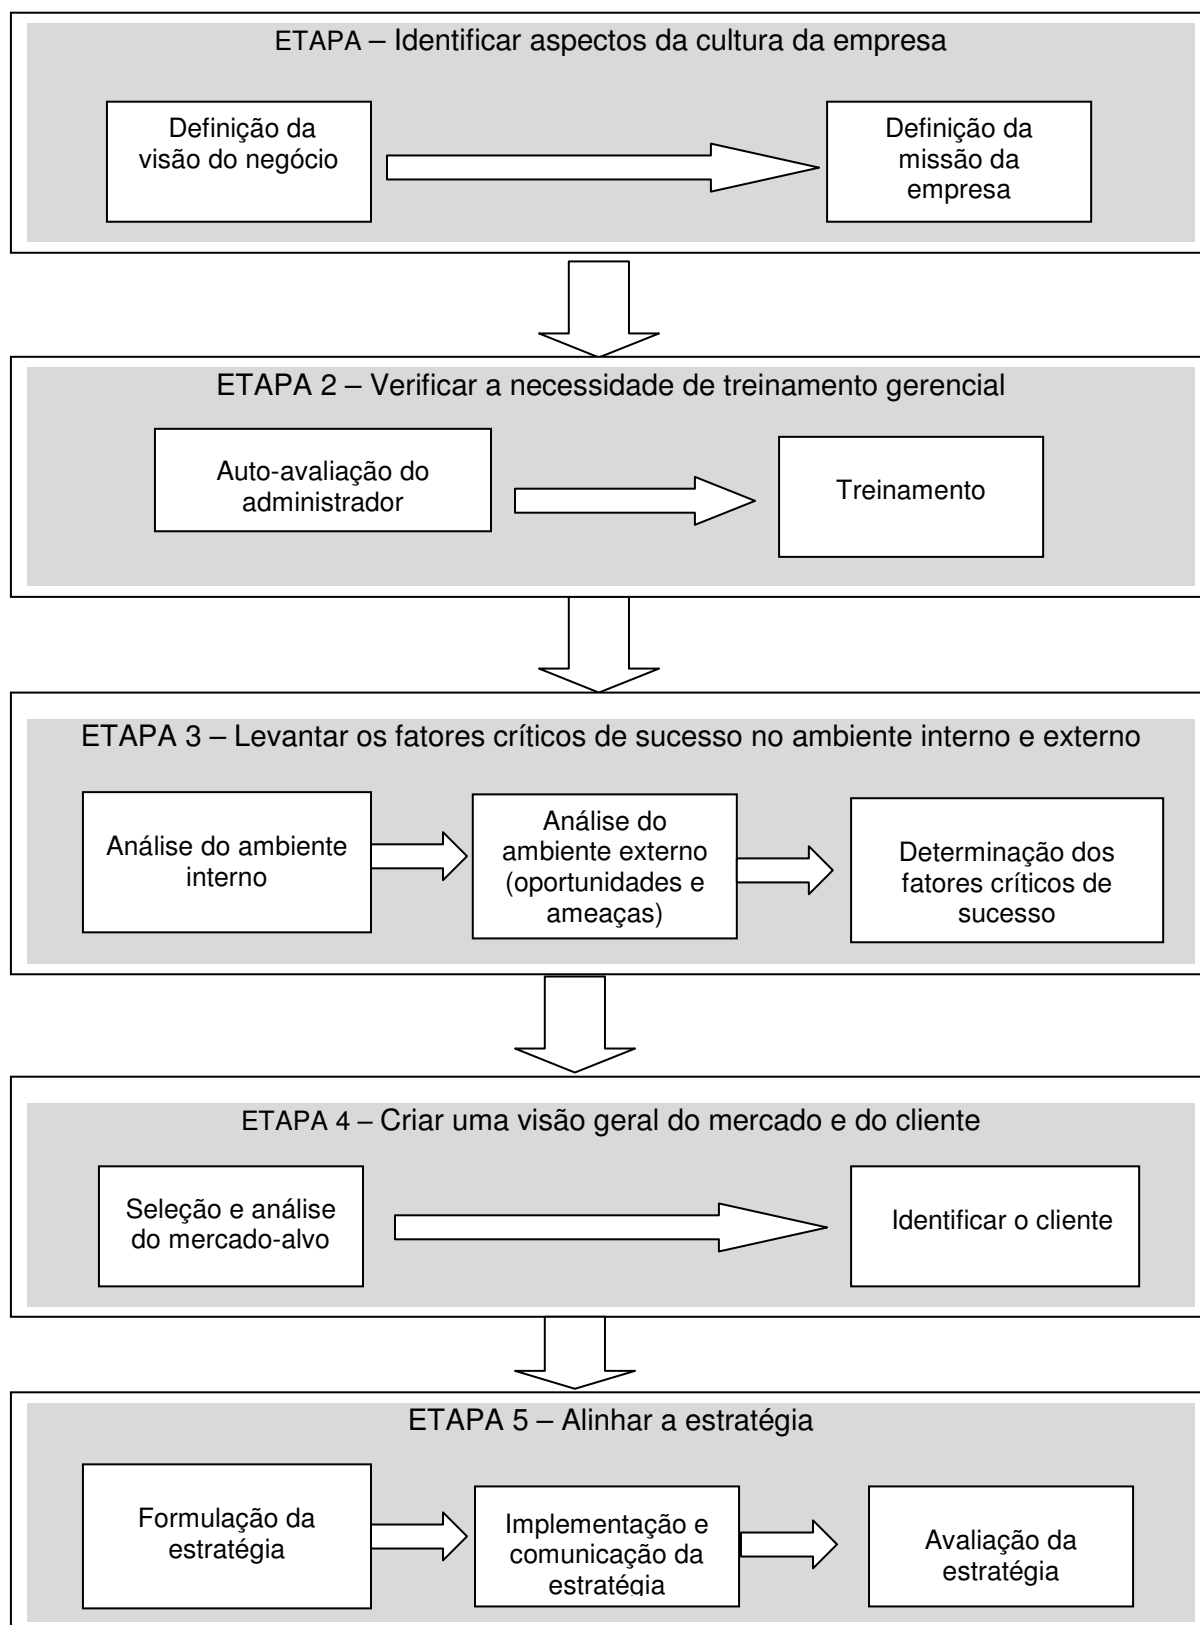 ETAPA – Identificar aspectos da cultura da empresa
Definição da
visão do negócio
Definição da
missão da
empresa
ETAPA 2 – Verificar a necessidade de treinamento gerencial
Auto-avaliação do
administrador
Treinamento
ETAPA 3 – Levantar os fatores críticos de sucesso no ambiente interno e externo
Análise do ambiente
interno
Análise do
ambiente externo
(oportunidades e
ameaças)
Determinação dos
fatores críticos de
sucesso
ETAPA 4 – Criar uma visão geral do mercado e do cliente
Seleção e análise
do mercado-alvo
Identificar o cliente
ETAPA 5 – Alinhar a estratégia
Formulação da
estratégia
Implementação e
comunicação da
estratégia
Avaliação da
estratégia